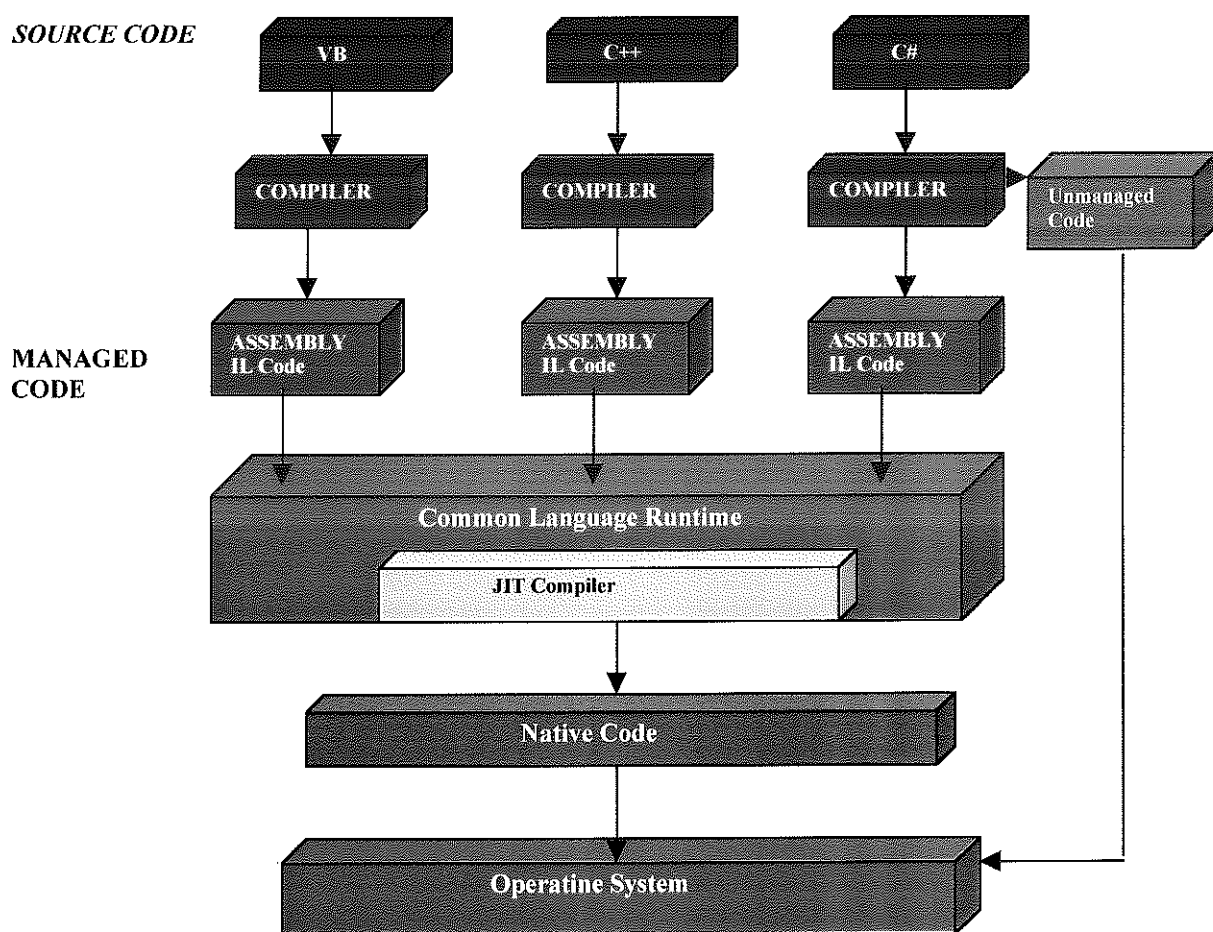 SOURCE CODE
VB
C++
C#
COMPILER
COMPILER
COMPILER
Unmanaged
Code
MANAGED
CODE
ASSEMBLY
IL Code
ASSEMBLY
IL Code
ASSEMBLY
IL Code
Common Language Runtime
JIT Compiler
Native Code
Operatine System